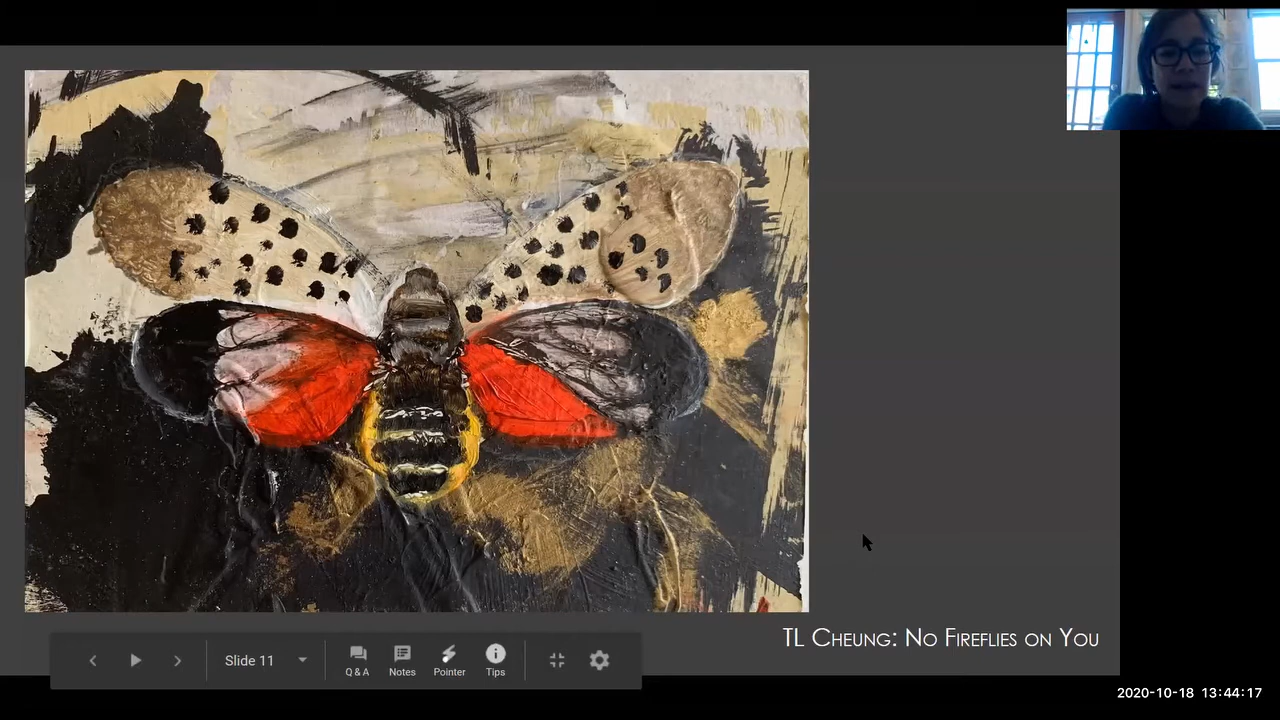 TL Cheung: No Fireflies on You
Slide 11
Q & A
Notes
Pointer
Tips
2020-10-18 13:44:17